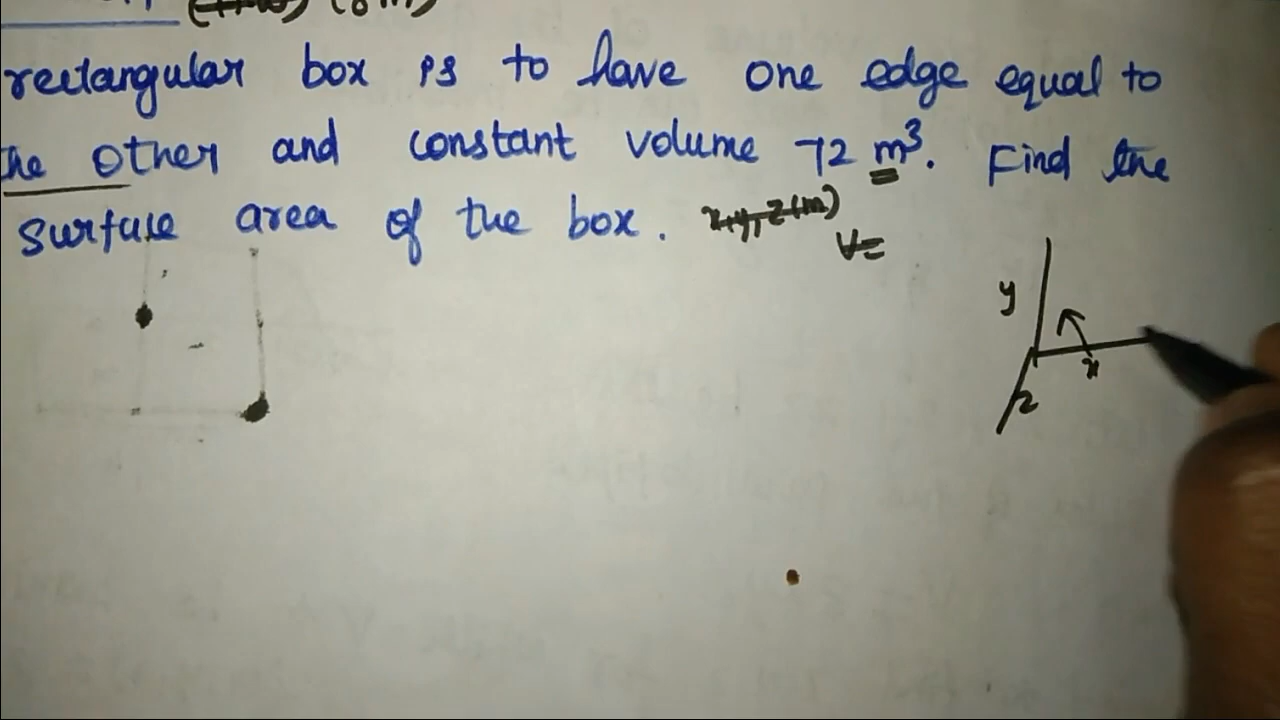 rectangular box is to have one edge equal to
the other and constant volume 72 m³. Find the
surface area of the box. x, y, z (m)
V=
y
x
z